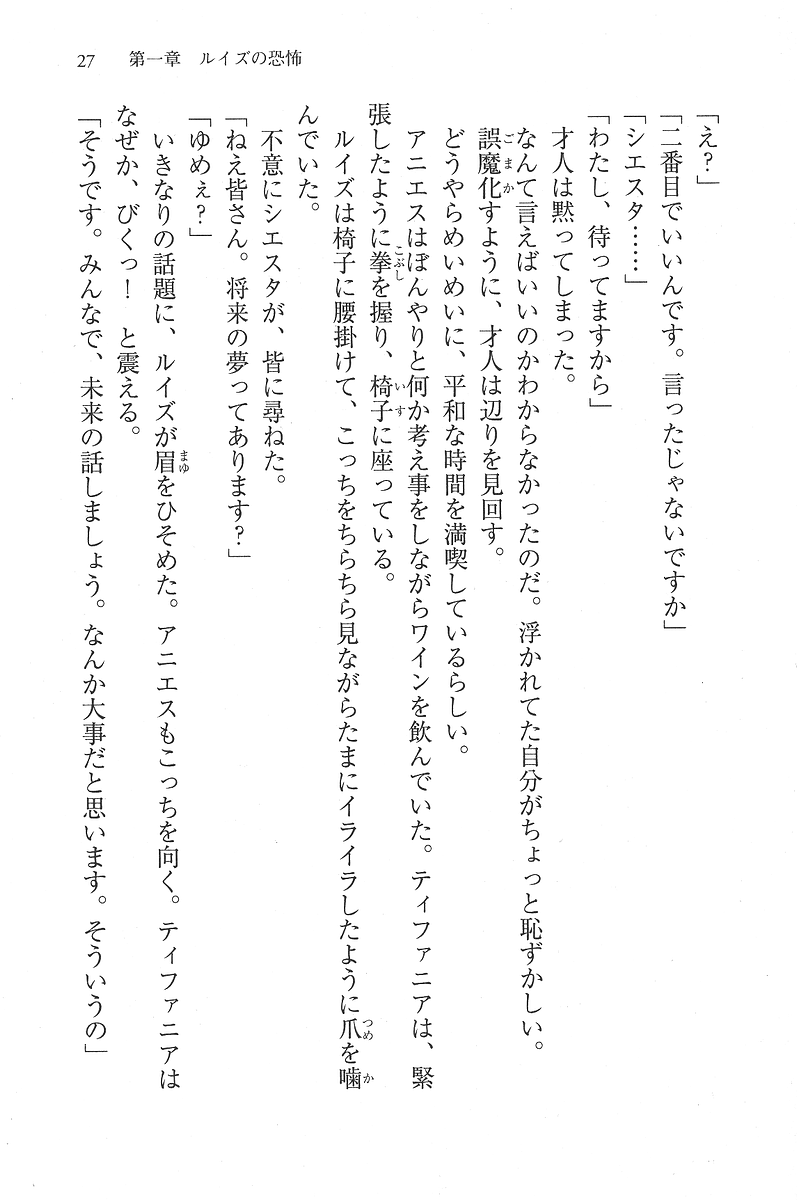 27　第一章　ルイズの恐怖
「え？」
「二番目でいいんです。言ったじゃないですか」
「シエスタ……」
「わたし、待ってますから」
　才人は黙ってしまった。
　なんて言えばいいのかわからなかったのだ。浮かれてた自分がちょっと恥ずかしい。
　誤魔化すように、才人は辺りを見回す。
　どうやらめいめいに、平和な時間を満喫しているらしい。
　アニエスはぼんやりと何か考え事をしながらワインを飲んでいた。ティファニアは、緊
張したように拳を握り、椅子に座っている。
　ルイズは椅子に腰掛けて、こっちをちらちら見ながらたまにイライラしたように爪を噛
んでいた。
　不意にシエスタが、皆に尋ねた。
「ねえ皆さん。将来の夢ってあります？」
「ゆめぇ？」
　いきなりの話題に、ルイズが眉をひそめた。アニエスもこっちを向く。ティファニアは
なぜか、びくっ！　と震える。
「そうです。みんなで、未来の話しましょう。なんか大事だと思います。そういうの」